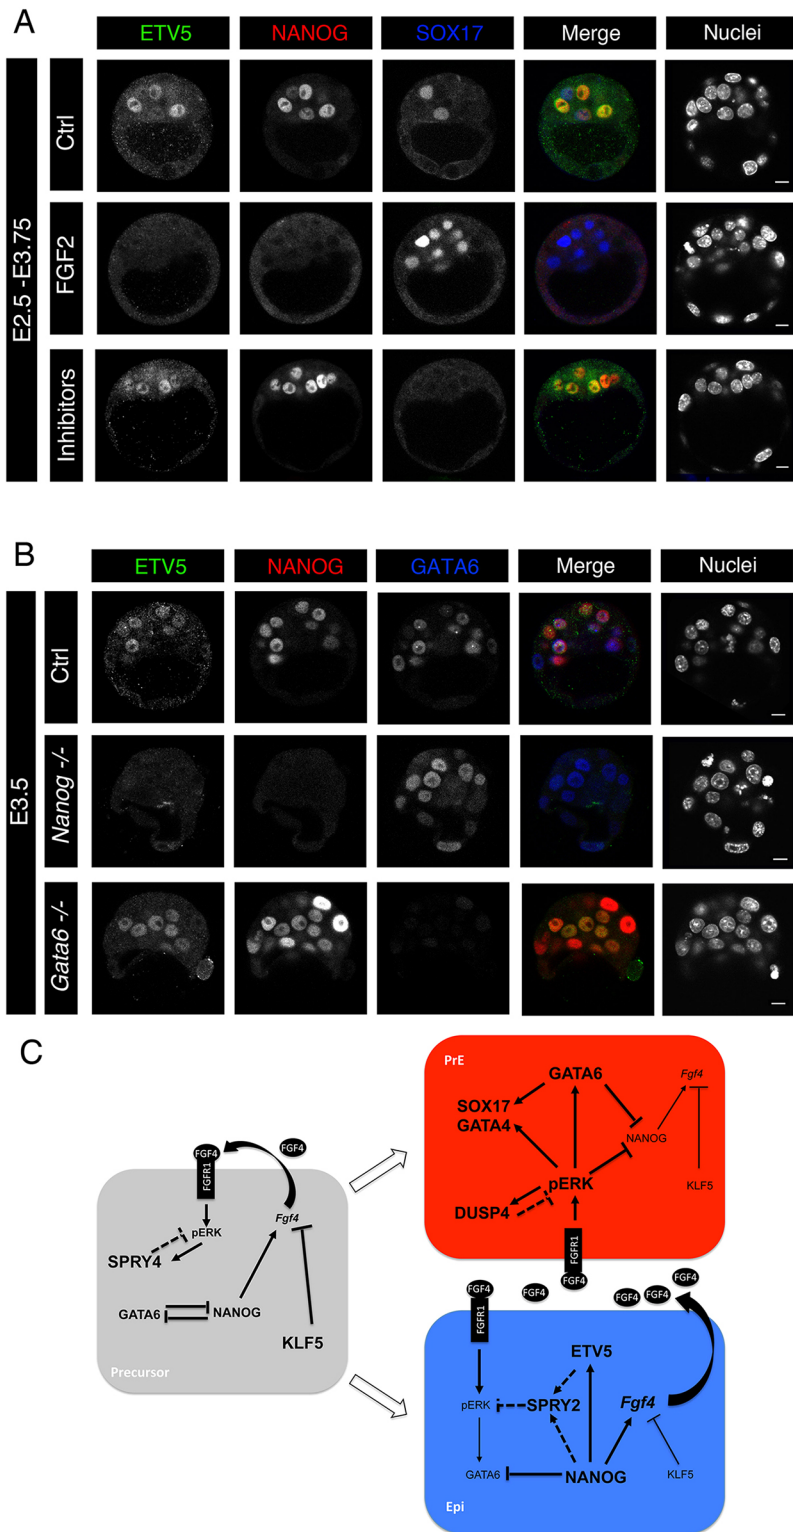 A
ETV5 NANOG SOX17 Merge Nuclei
E2.5 -E3.75
Ctrl
FGF2
Inhibitors
B
ETV5 NANOG GATA6 Merge Nuclei
E3.5
Ctrl
Nanog -/-
Gata6 -/-
C
FGF4
FGF4
FGFR1
pERK
Fgf4
SPRY4
GATA6
NANOG
KLF5
Precursor
PrE
GATA6
Fgf4
SOX17
GATA4
NANOG
pERK
KLF5
DUSP4
FGFR1
FGF4
FGF4
FGF4
FGF4
FGF4
FGF4
FGFR1
ETV5
pERK
SPRY2
Fgf4
GATA6
NANOG
KLF5
Epi